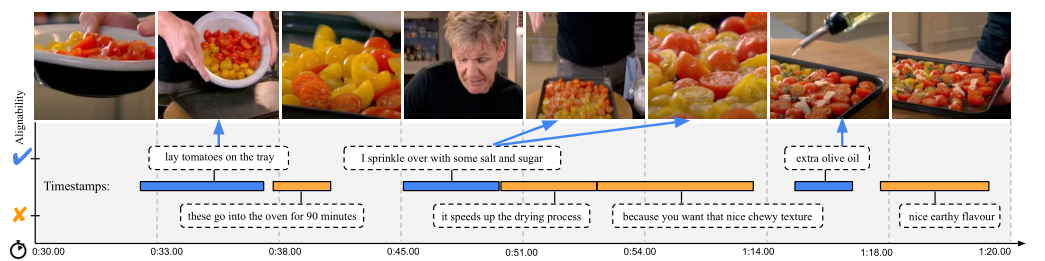 Alignability
lay tomatoes on the tray
I sprinkle over with some salt and sugar
extra olive oil
Timestamps:
these go into the oven for 90 minutes
it speeds up the drying process
because you want that nice chewy texture
nice earthy flavour
0:30.00 0:33.00 0:38.00 0:45.00 0:51.00 0:54.00 1:14.00 1:18.00 1:20.00